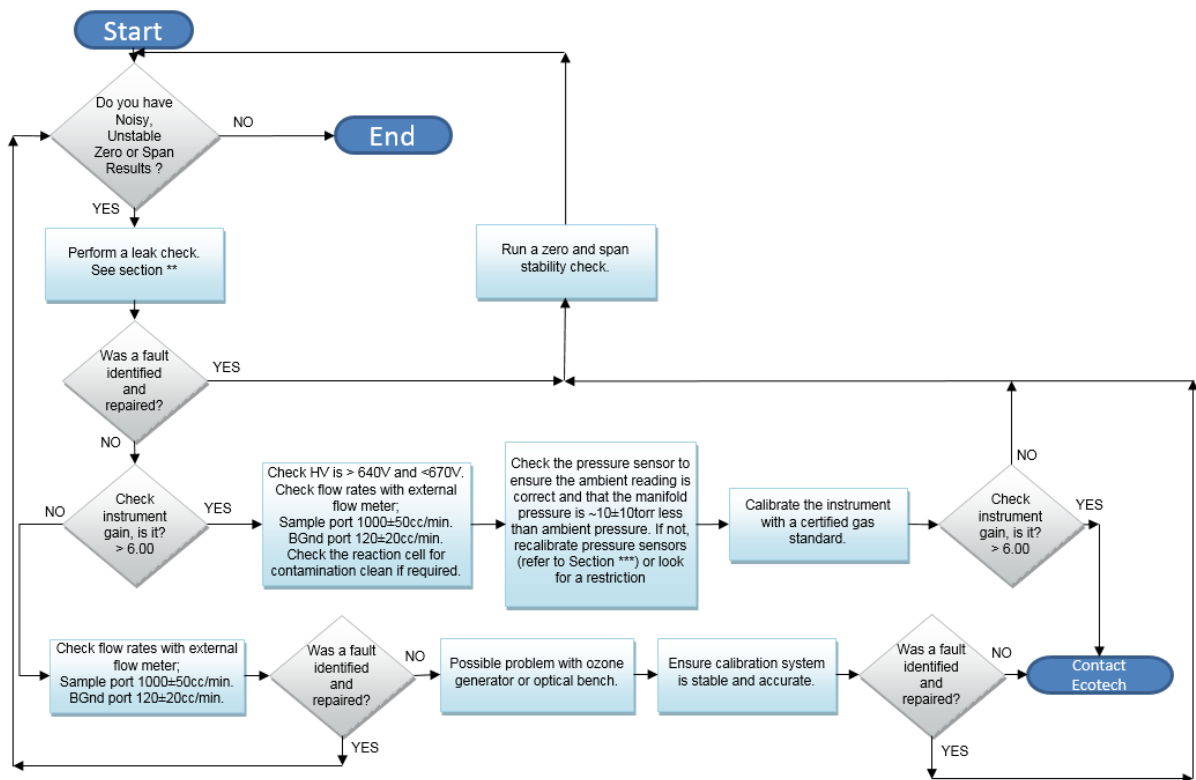 Start
Do you have
Noisy,
Unstable
Zero or Span
Results ?
NO
End
YES
Perform a leak check.
See section **
Run a zero and span
stability check.
Was a fault
identified
and
repaired?
YES
NO
NO
Check
instrument
gain, is it?
> 6.00
YES
Check HV is > 640V and <670V.
Check flow rates with external
flow meter;
Sample port 1000±50cc/min.
BGnd port 120±20cc/min.
Check the reaction cell for
contamination clean if required.
Check the pressure sensor to
ensure the ambient reading is
correct and that the manifold
pressure is ~10±10torr less
than ambient pressure. If not,
recalibrate pressure sensors
(refer to Section ***) or look
for a restriction
Calibrate the instrument
with a certified gas
standard.
NO
Check
instrument
gain, is it?
> 6.00
YES
Check flow rates with external
flow meter;
Sample port 1000±50cc/min.
BGnd port 120±20cc/min.
Was a fault
identified
and
repaired?
NO
YES
Possible problem with ozone
generator or optical bench.
Ensure calibration system
is stable and accurate.
Was a fault
identified
and
repaired?
NO
YES
Contact
Ecotech